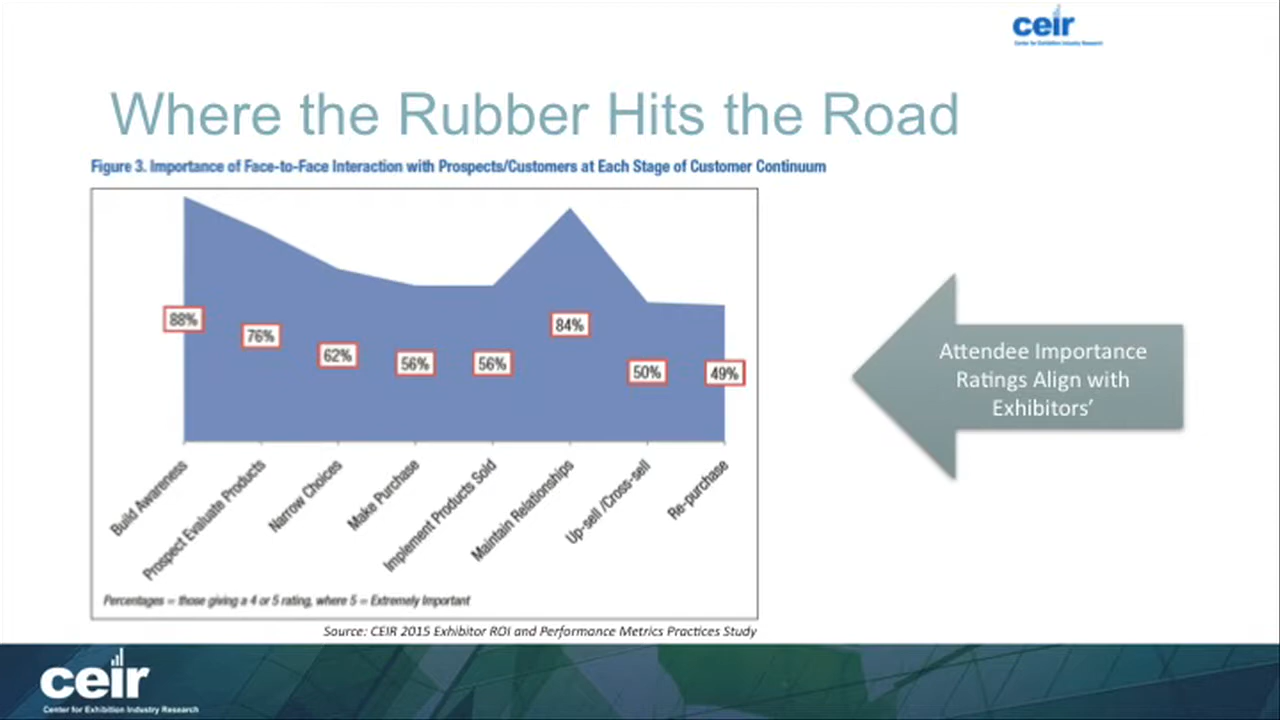 ceir
Center for Exhibition Industry Research
Where the Rubber Hits the Road
Figure 3. Importance of Face-to-Face Interaction with Prospects/Customers at Each Stage of Customer Continuum
88%
76%
62%
56%
56%
84%
50%
49%
Build Awareness
Prospect Evaluate Products
Narrow Choices
Make Purchase
Implement Products Sold
Maintain Relationships
Up-sell /Cross-sell
Re-purchase
Percentages = those giving a 4 or 5 rating, where 5 = Extremely Important
Source: CEIR 2015 Exhibitor ROI and Performance Metrics Practices Study
Attendee Importance
Ratings Align with
Exhibitors’
ceir
Center for Exhibition Industry Research